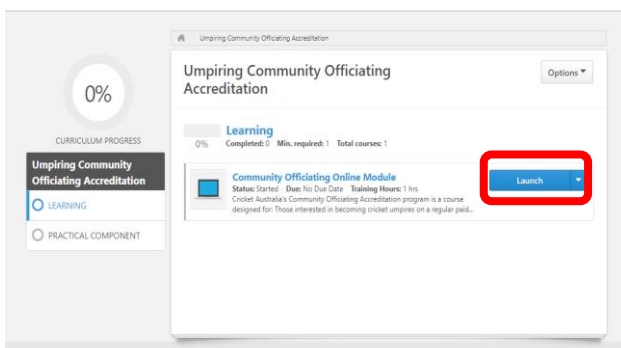 Umpiring Community Officiating Accreditation
0%
CURRICULUM PROGRESS
Umpiring Community
Officiating Accreditation
LEARNING
PRACTICAL COMPONENT
Umpiring Community Officiating
Accreditation
Options
Learning
0%
Completed: 0 Min. required: 1 Total courses: 1
Community Officiating Online Module
Status: Started Due: No Due Date Training Hours: 1 hrs
Cricket Australia's Community Officiating Accreditation program is a course
designed for: Those interested in becoming cricket umpires on a regular paid...
Launch